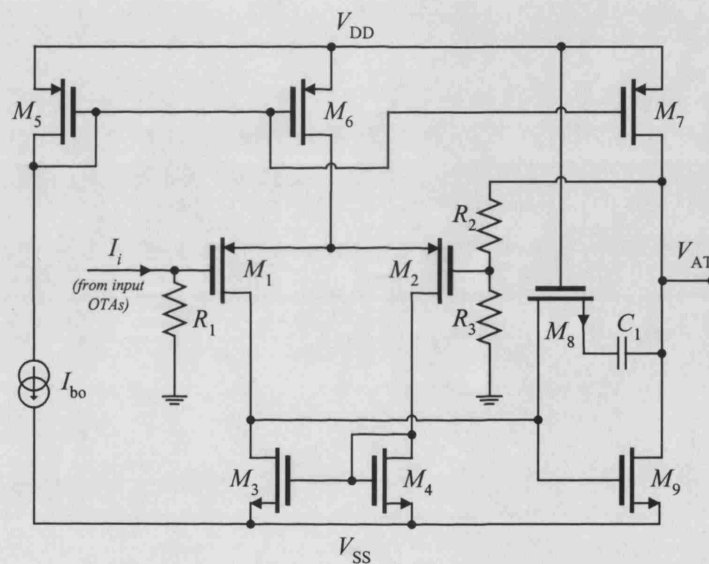 V_DD
M_5
M_6
M_7
I_i
(from input
OTAs)
M_1
M_2
R_2
V_AT
R_1
R_3
M_8
C_1
I_bo
M_3
M_4
M_9
V_SS